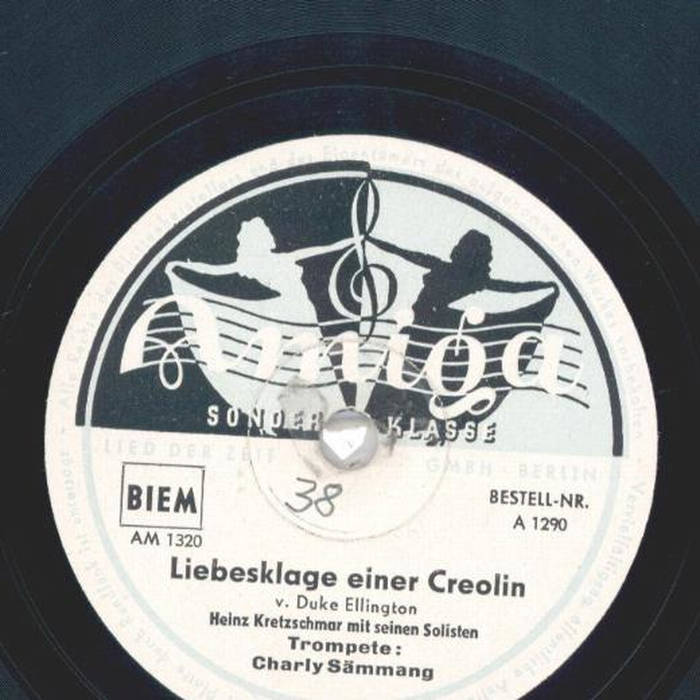 Amiga
SONDER KLASSE
LIED DER ZEIT GMBH · BERLIN
BIEM
38
BESTELL-NR.
A 1290
AM 1320
Liebesklage einer Creolin
v. Duke Ellington
Heinz Kretzschmar mit seinen Solisten
Trompete:
Charly Sämmang